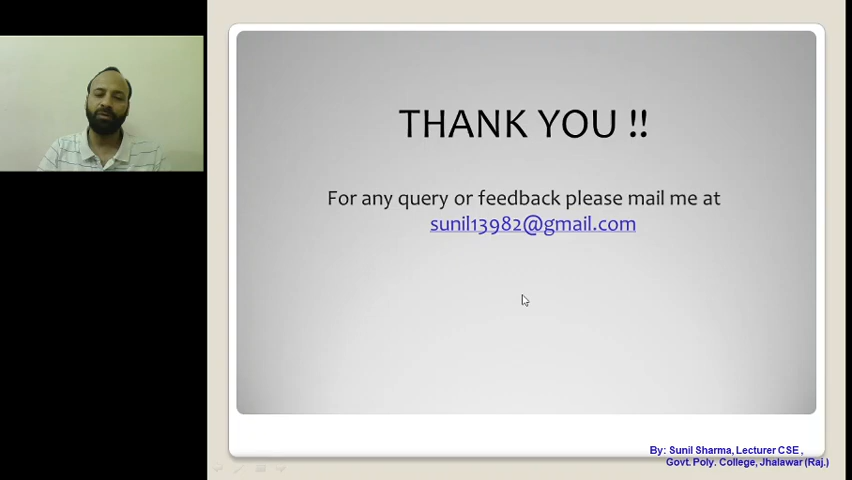 THANK YOU !!
For any query or feedback please mail me at
sunil13982@gmail.com
By: Sunil Sharma, Lecturer CSE ,
Govt. Poly. College, Jhalawar (Raj.)